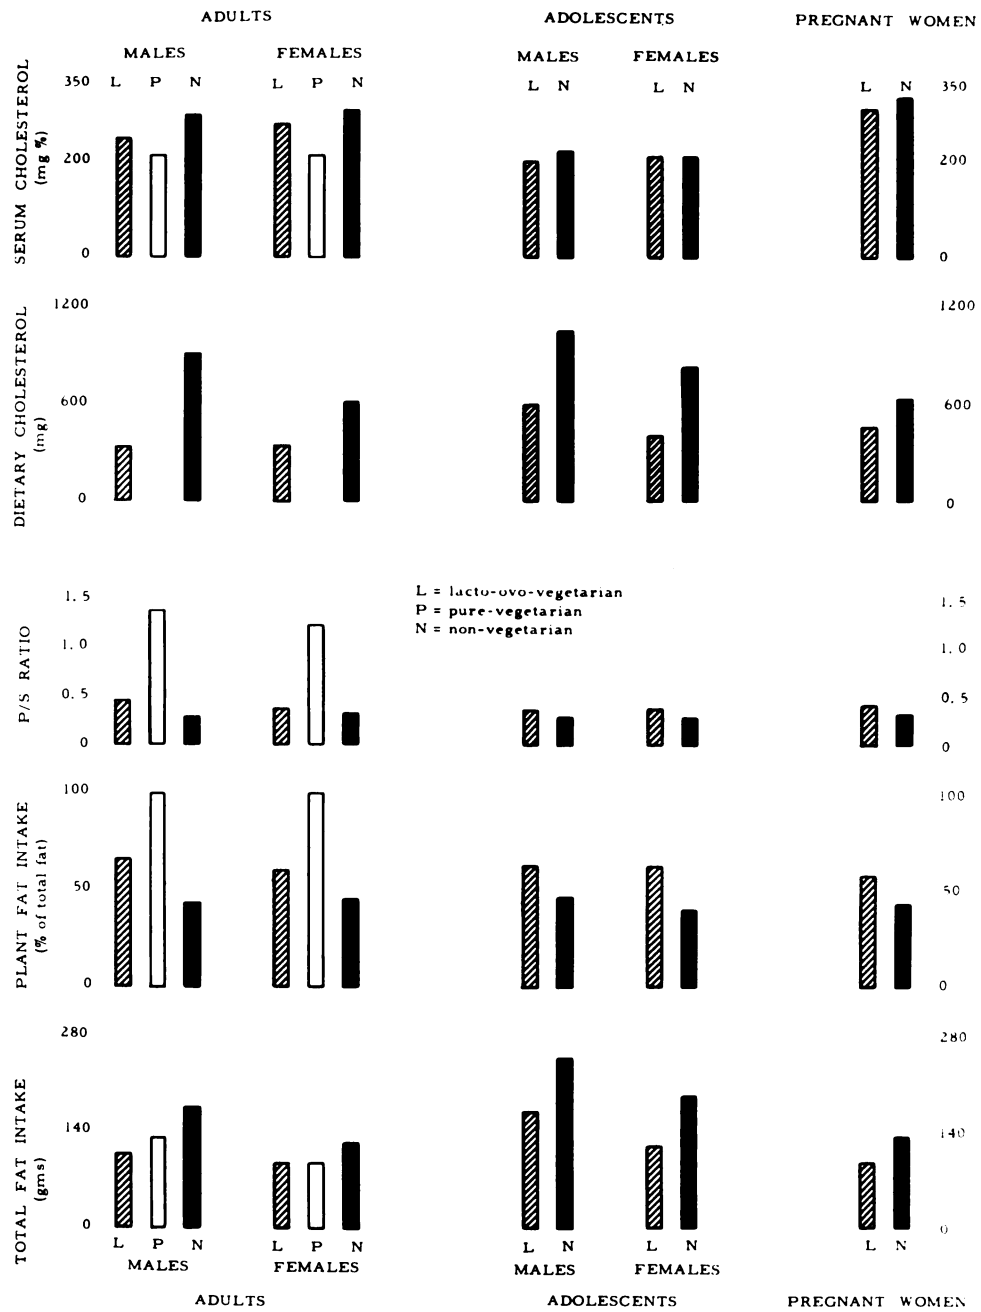 ADULTS ADOLESCENTS PREGNANT WOMEN
MALES FEMALES MALES FEMALES
L P N L P N L N L N L N
SERUM CHOLESTEROL
(mg %)
350 350
200 200
0 0
DIETARY CHOLESTEROL
(mg)
1200 1200
600 600
0 0
L = lacto-ovo-vegetarian
P = pure-vegetarian
N = non-vegetarian
P/S RATIO
1.5 1.5
1.0 1.0
0.5 0.5
0 0
PLANT FAT INTAKE
(% of total fat)
100 100
50 50
0 0
TOTAL FAT INTAKE
(gms)
280 280
140 140
0 0
L P N L P N L N L N L N
MALES FEMALES MALES FEMALES
ADULTS ADOLESCENTS PREGNANT WOMEN